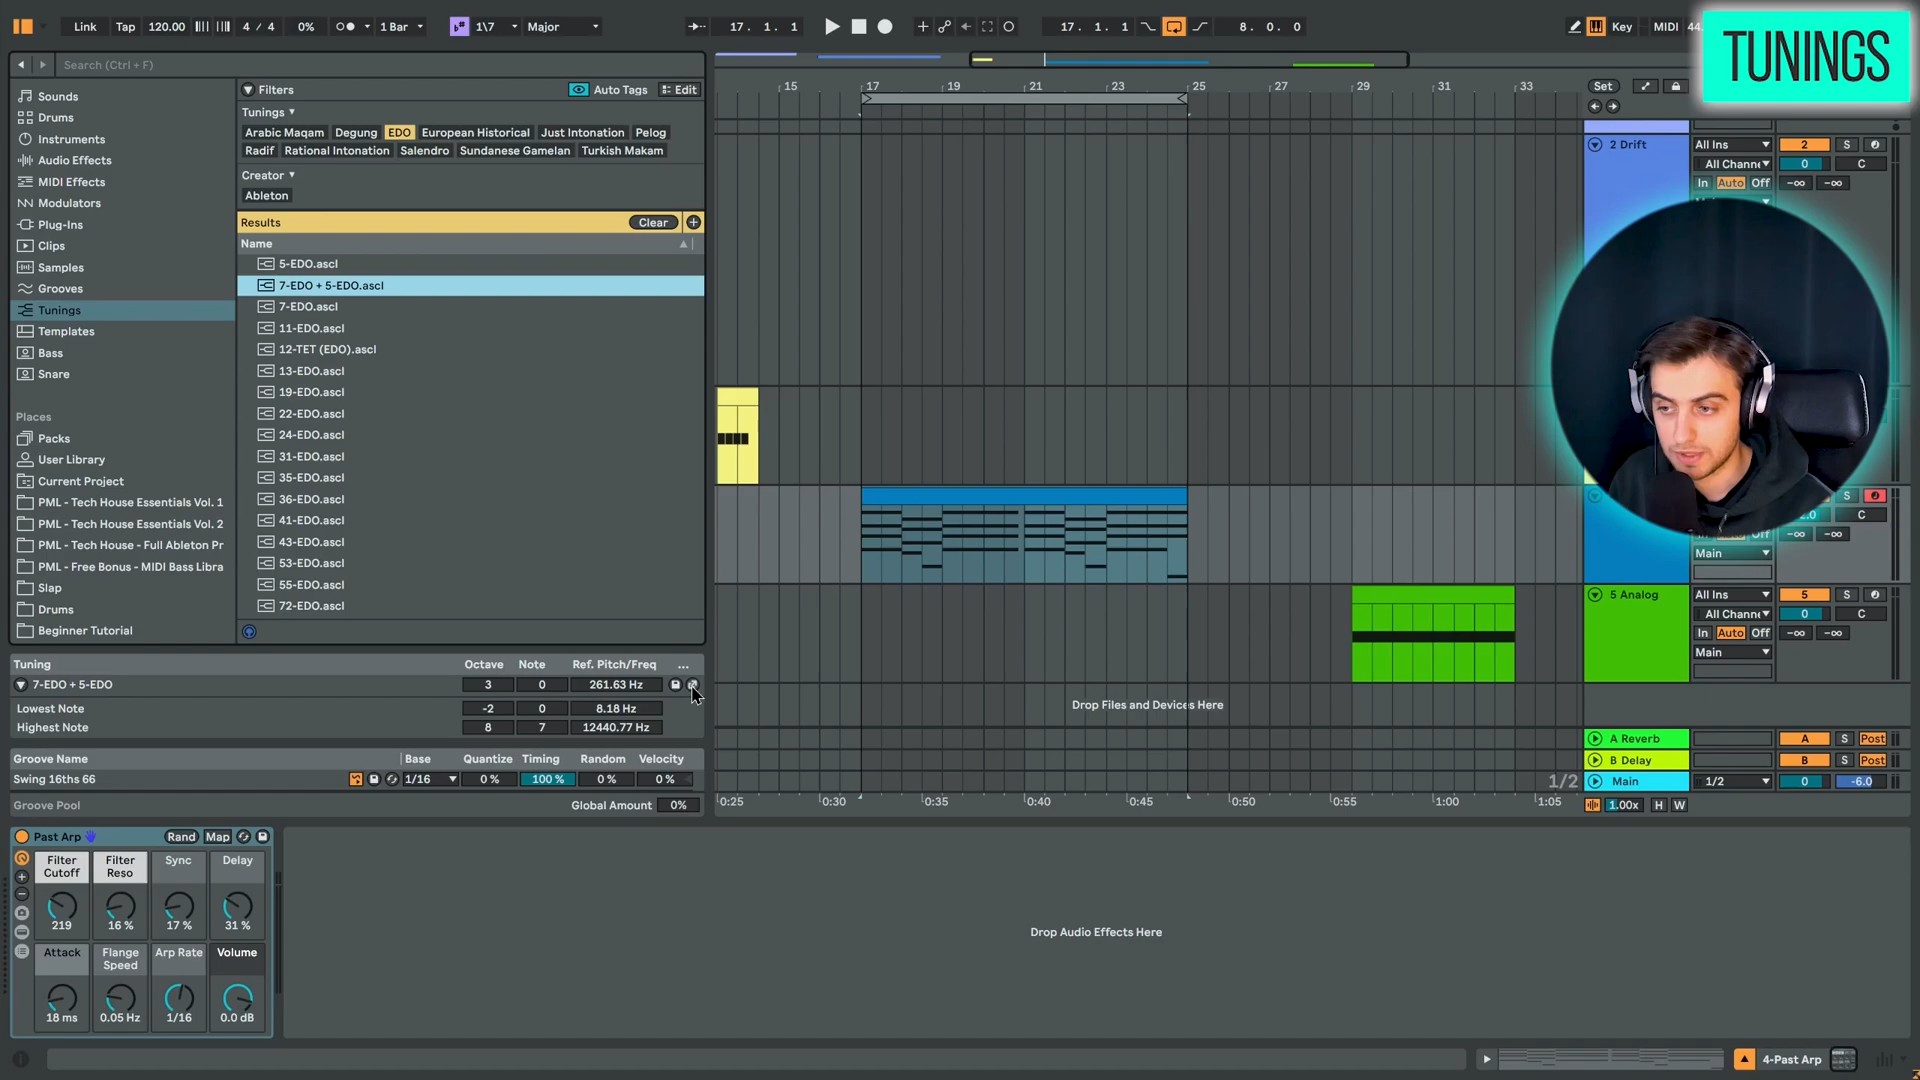 Link Tap 120.00 4 / 4 0% 1 Bar 1\7 Major 17. 1. 1 17. 1. 1 8. 0. 0 Key MIDI
TUNINGS
Search (Ctrl + F)
Sounds
Drums
Instruments
Audio Effects
MIDI Effects
Modulators
Plug-Ins
Clips
Samples
Grooves
Tunings
Templates
Bass
Snare
Places
Packs
User Library
Current Project
PML - Tech House Essentials Vol. 1
PML - Tech House Essentials Vol. 2
PML - Tech House - Full Ableton Pr
PML - Free Bonus - MIDI Bass Libra
Slap
Drums
Beginner Tutorial
Filters Auto Tags Edit
Tunings
Arabic Maqam Degung EDO European Historical Just Intonation Pelog
Radif Rational Intonation Salendro Sundanese Gamelan Turkish Makam
Creator
Ableton
Results Clear
Name
5-EDO.ascl
7-EDO + 5-EDO.ascl
7-EDO.ascl
11-EDO.ascl
12-TET (EDO).ascl
13-EDO.ascl
19-EDO.ascl
22-EDO.ascl
24-EDO.ascl
31-EDO.ascl
35-EDO.ascl
36-EDO.ascl
41-EDO.ascl
43-EDO.ascl
53-EDO.ascl
55-EDO.ascl
72-EDO.ascl
15 17 19 21 23 25 27 29 31 33 Set
2 Drift All Ins 2 S
All Channe 0 C
In Auto Off -∞ -∞
S
C
-∞ -∞
Main
5 Analog All Ins 5 S
All Channe 0 C
In Auto Off -∞ -∞
Main
Drop Files and Devices Here
A Reverb A S Post
B Delay B S Post
1/2 Main 1/2 0 -6.0
0:25 0:30 0:35 0:40 0:45 0:50 0:55 1:00 1:05 1.00x H W
Tuning Octave Note Ref. Pitch/Freq ...
7-EDO + 5-EDO 3 0 261.63 Hz
Lowest Note -2 0 8.18 Hz
Highest Note 8 7 12440.77 Hz
Groove Name Base Quantize Timing Random Velocity
Swing 16ths 66 1/16 0 % 100 % 0 % 0 %
Groove Pool Global Amount 0%
Past Arp Rand Map
Filter Cutoff Filter Reso Sync Delay
219 16 % 17 % 31 %
Attack Flange Speed Arp Rate Volume
18 ms 0.05 Hz 1/16 0.0 dB
Drop Audio Effects Here
4-Past Arp